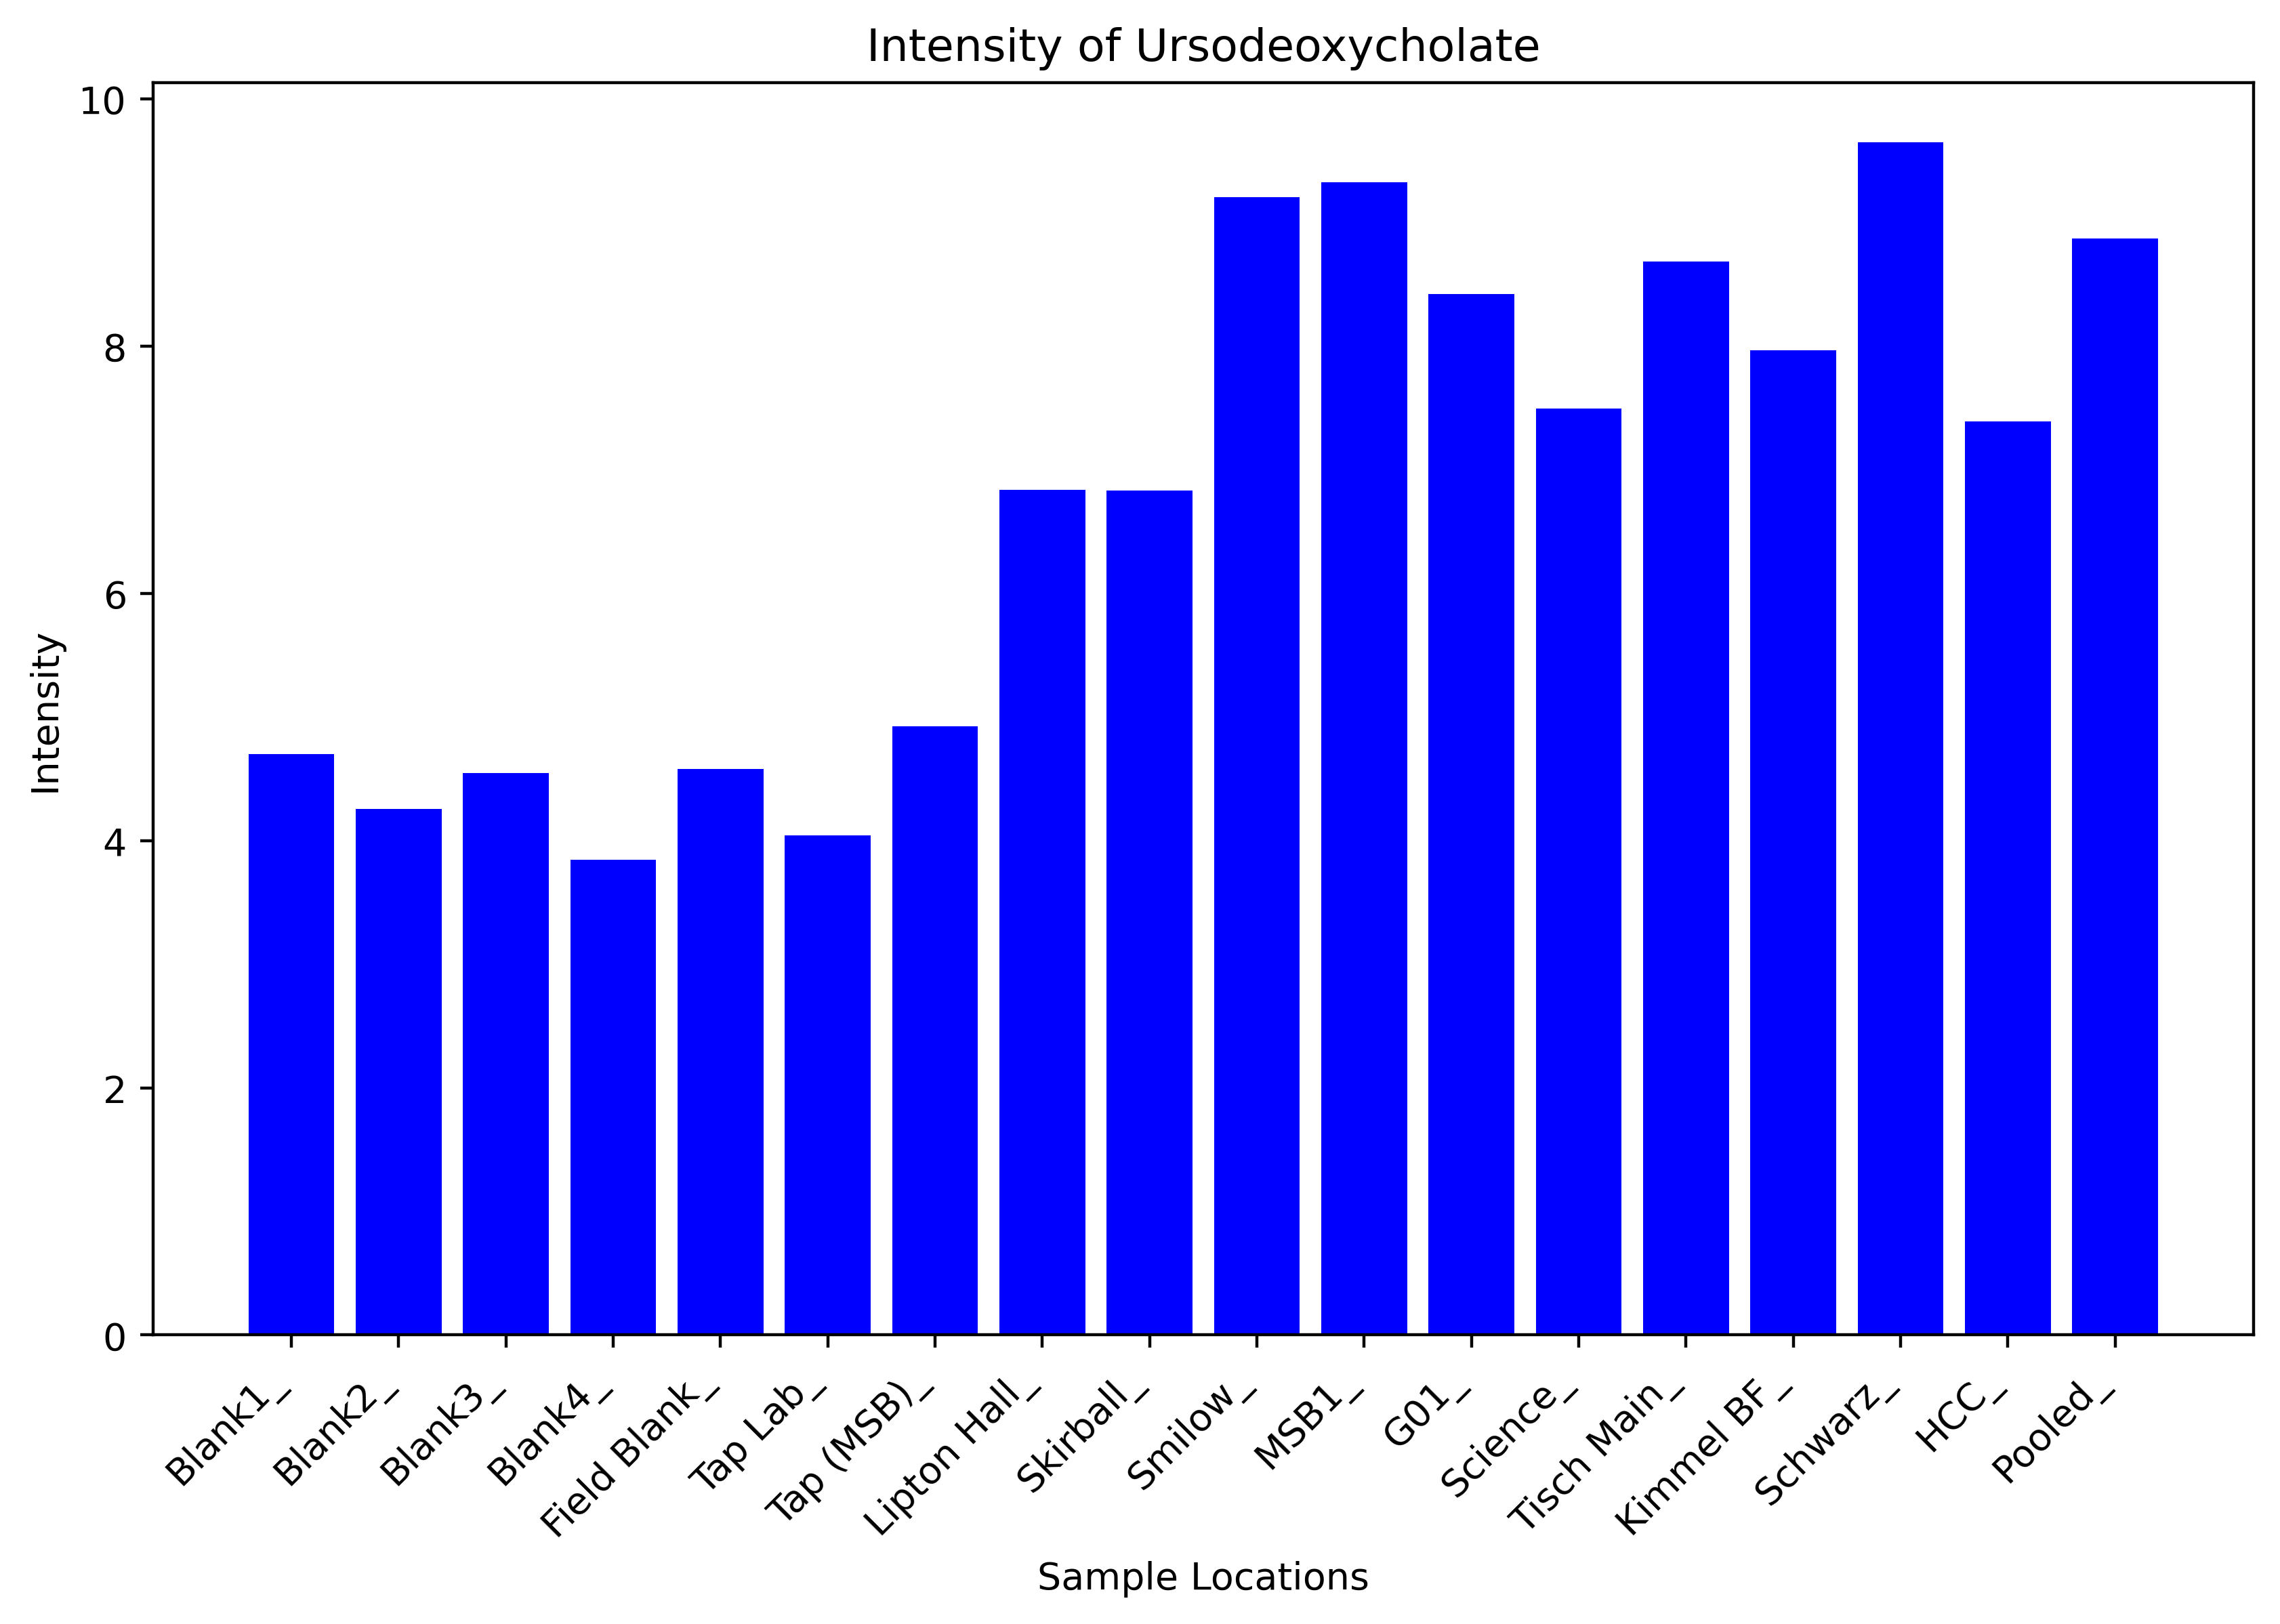 Intensity of Ursodeoxycholate
10
8
6
4
2
0
Intensity
Blank1_
Blank2_
Blank3_
Blank4_
Field Blank_
Tap Lab_
Tap (MSB)_
Lipton Hall_
Skirball_
Smilow_
MSB1_
G01_
Science_
Tisch Main_
Kimmel BF_
Schwarz_
HCC_
Pooled_
Sample Locations